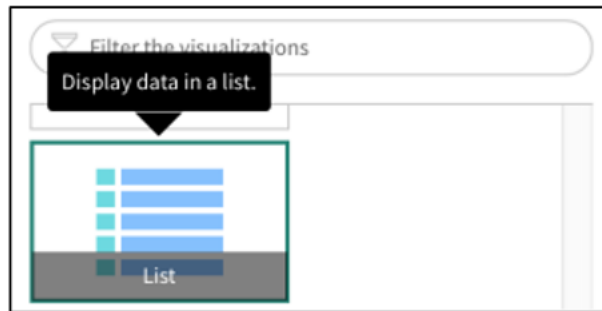 Filter the visualizations
Display data in a list.
List